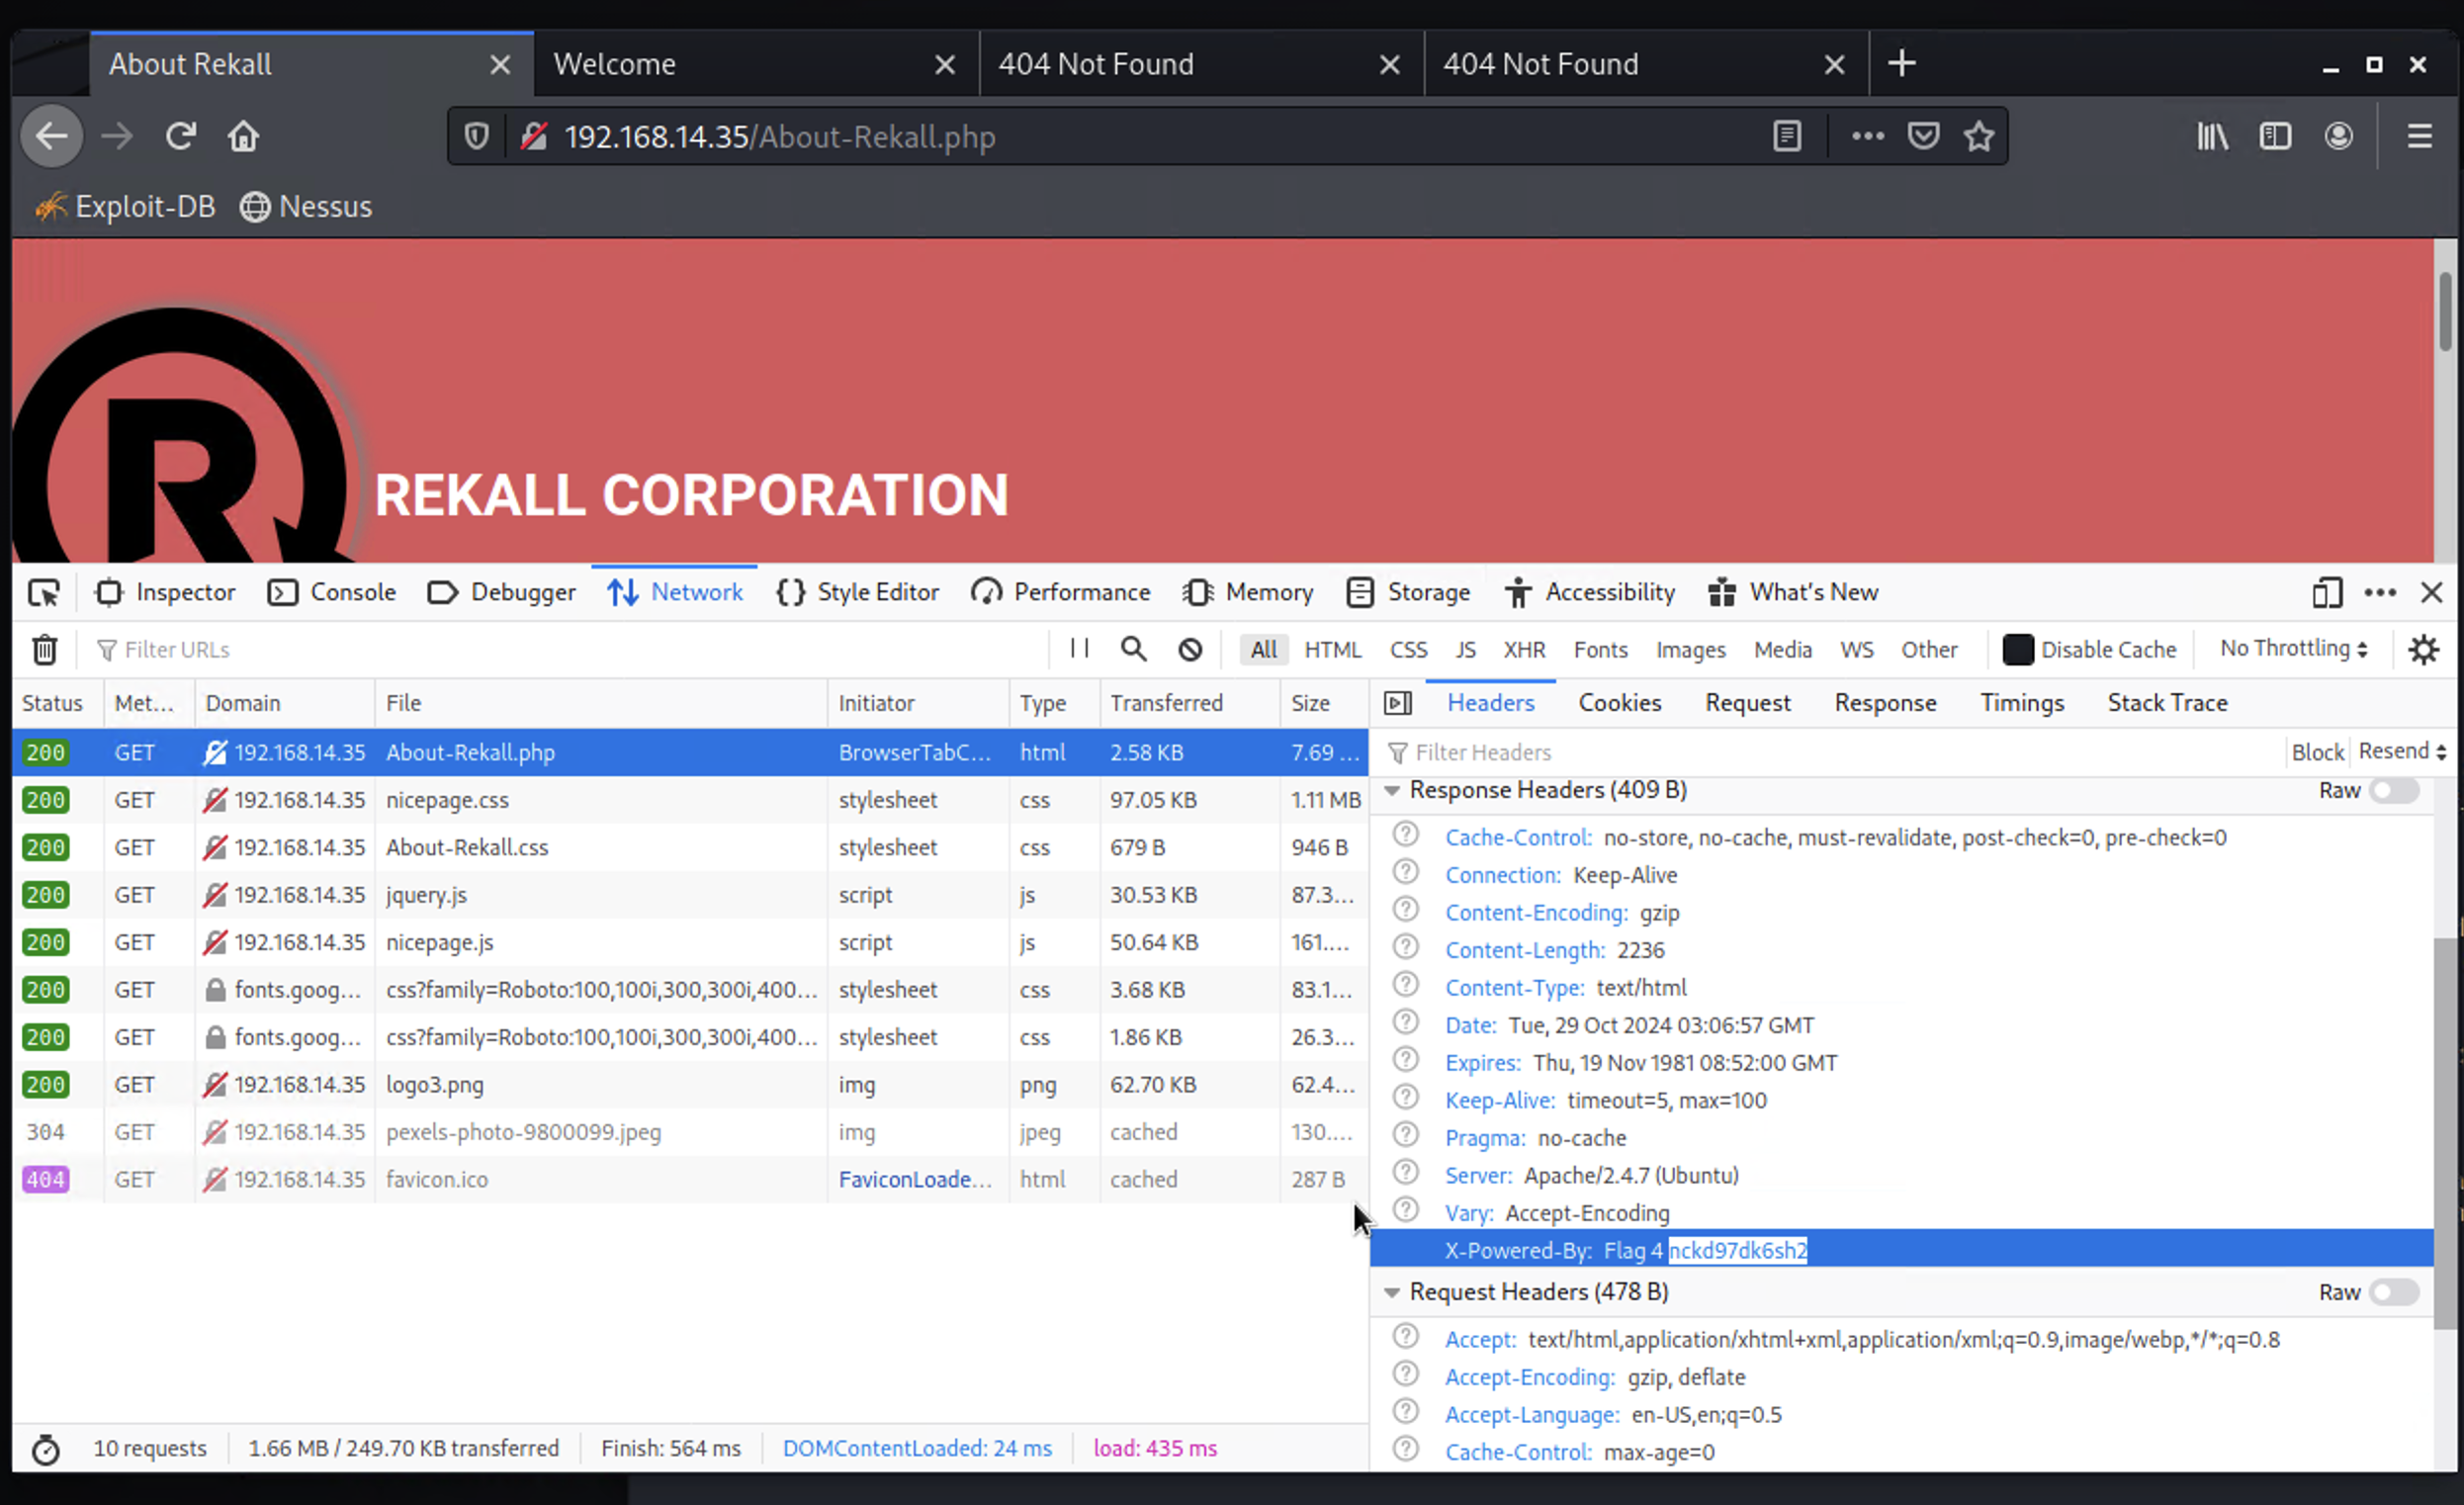 About Rekall
Welcome
404 Not Found
404 Not Found
192.168.14.35/About-Rekall.php
Exploit-DB
Nessus
R
REKALL CORPORATION
Inspector Console Debugger Network {} Style Editor Performance Memory Storage Accessibility What's New
Filter URLs
All HTML CSS JS XHR Fonts Images Media WS Other Disable Cache No Throttling
Status Met... Domain File Initiator Type Transferred Size
200 GET 192.168.14.35 About-Rekall.php BrowserTabC... html 2.58 KB 7.69 ...
200 GET 192.168.14.35 nicepage.css stylesheet css 97.05 KB 1.11 MB
200 GET 192.168.14.35 About-Rekall.css stylesheet css 679 B 946 B
200 GET 192.168.14.35 jquery.js script js 30.53 KB 87.3...
200 GET 192.168.14.35 nicepage.js script js 50.64 KB 161....
200 GET fonts.goog... css?family=Roboto:100,100i,300,300i,400... stylesheet css 3.68 KB 83.1...
200 GET fonts.goog... css?family=Roboto:100,100i,300,300i,400... stylesheet css 1.86 KB 26.3...
200 GET 192.168.14.35 logo3.png img png 62.70 KB 62.4...
304 GET 192.168.14.35 pexels-photo-9800099.jpeg img jpeg cached 130....
404 GET 192.168.14.35 favicon.ico FaviconLoade... html cached 287 B
10 requests 1.66 MB / 249.70 KB transferred Finish: 564 ms DOMContentLoaded: 24 ms load: 435 ms
Headers Cookies Request Response Timings Stack Trace
Filter Headers Block Resend
Response Headers (409 B) Raw
Cache-Control: no-store, no-cache, must-revalidate, post-check=0, pre-check=0
Connection: Keep-Alive
Content-Encoding: gzip
Content-Length: 2236
Content-Type: text/html
Date: Tue, 29 Oct 2024 03:06:57 GMT
Expires: Thu, 19 Nov 1981 08:52:00 GMT
Keep-Alive: timeout=5, max=100
Pragma: no-cache
Server: Apache/2.4.7 (Ubuntu)
Vary: Accept-Encoding
X-Powered-By: Flag 4 nckd97dk6sh2
Request Headers (478 B) Raw
Accept: text/html,application/xhtml+xml,application/xml;q=0.9,image/webp,*/*;q=0.8
Accept-Encoding: gzip, deflate
Accept-Language: en-US,en;q=0.5
Cache-Control: max-age=0